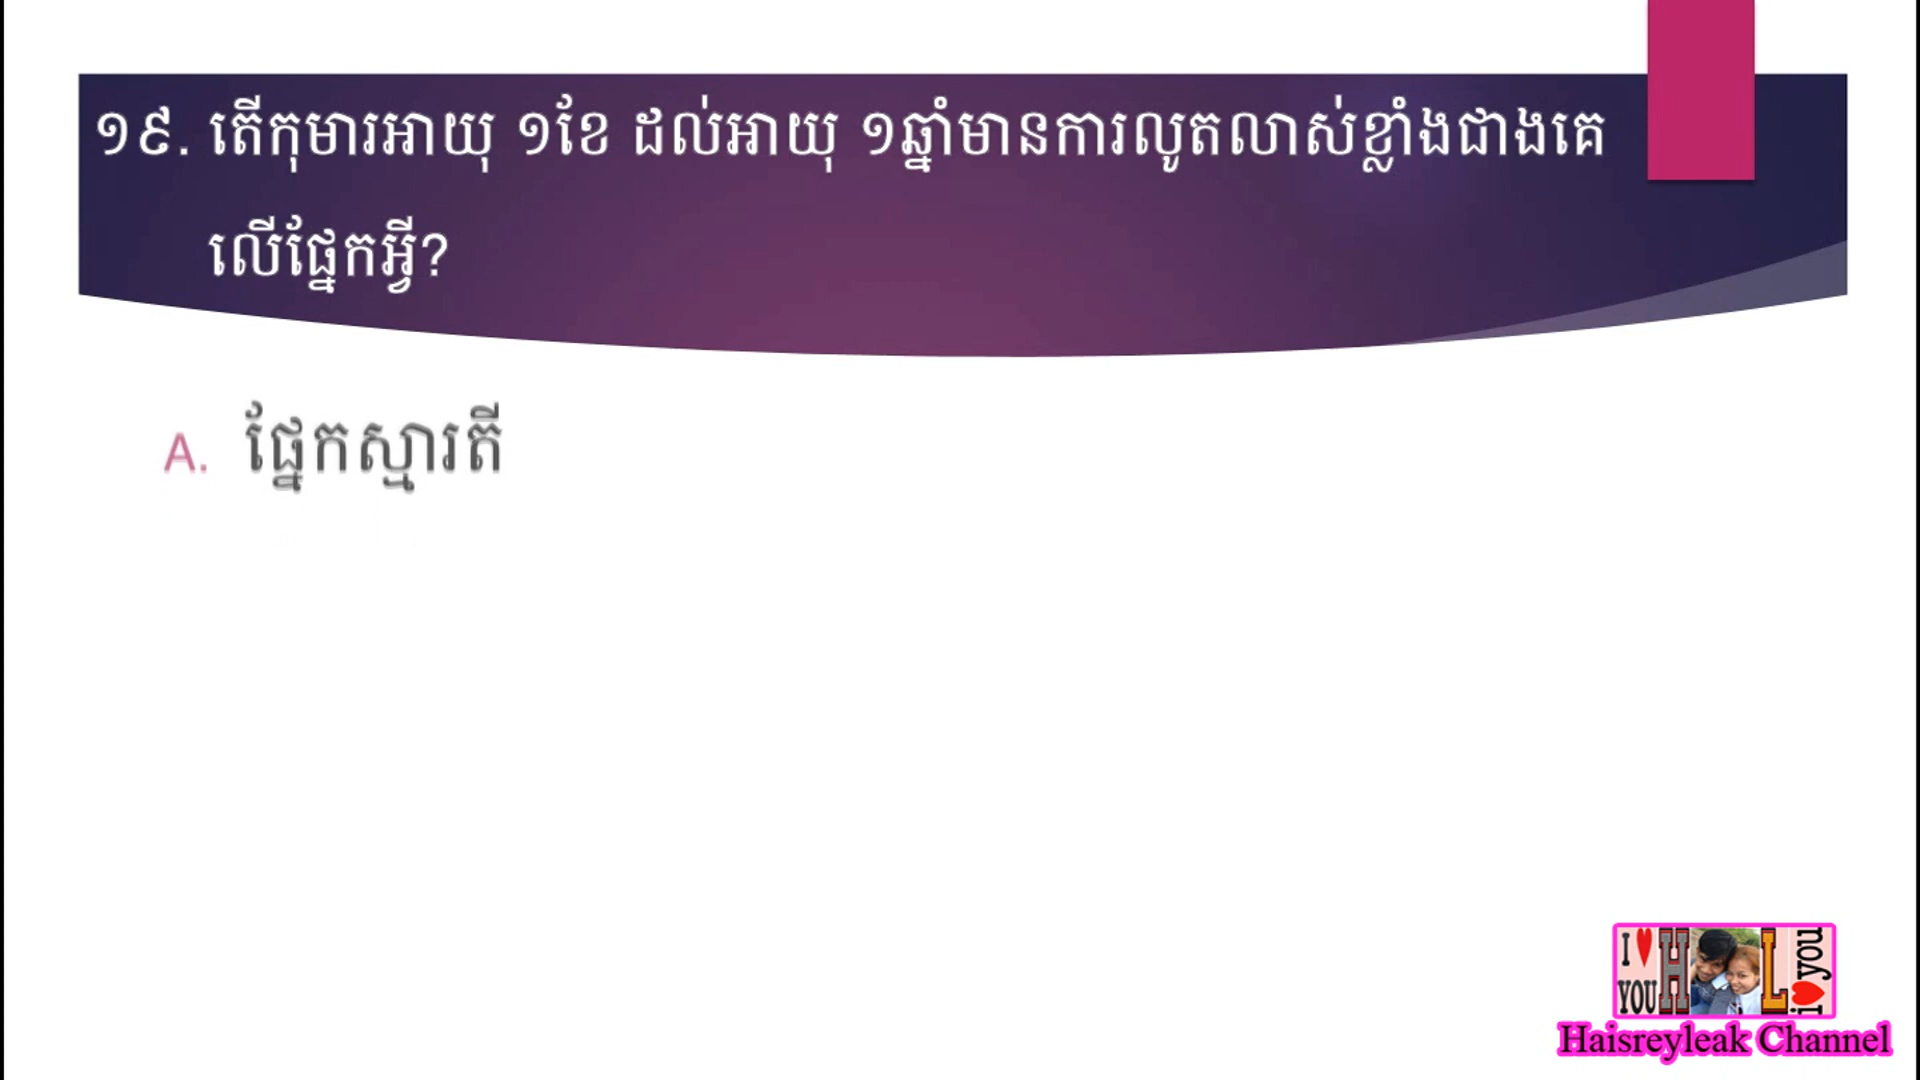 ១៩. តើកុមារអាយុ ១ខែ ដល់អាយុ ១ឆ្នាំមានការលូតលាស់ខ្លាំងជាងគេ
លើផ្នែកអ្វី?
A. ផ្នែកស្មារតី
I ♥ YOU
H L
i ♥ you
Haisreyleak Channel